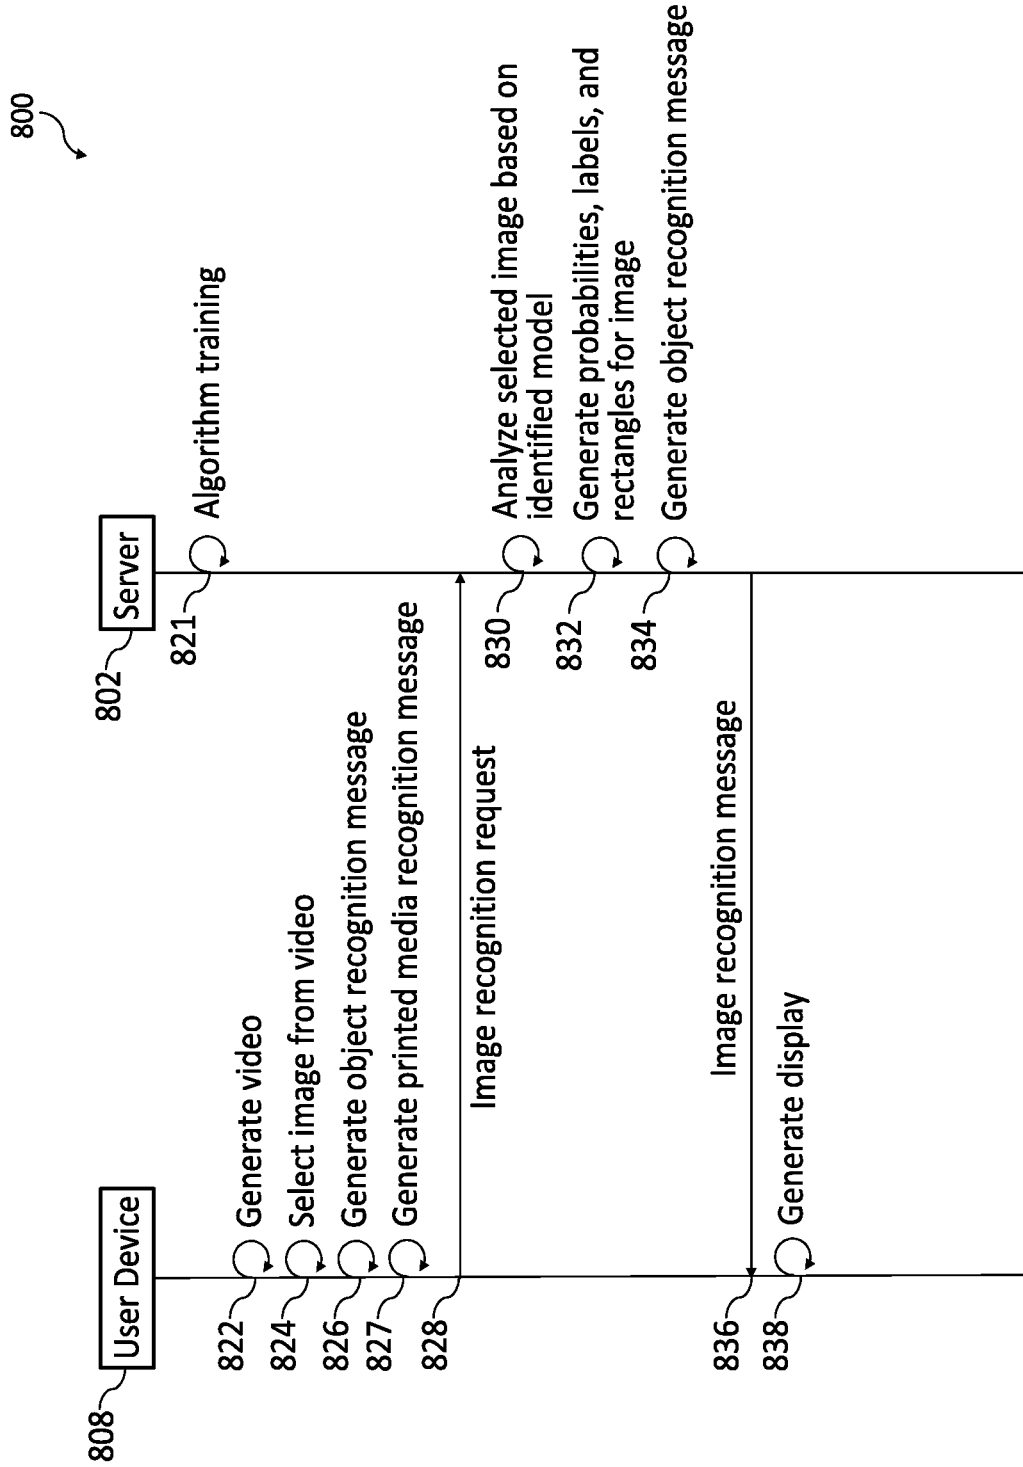 800
User Device
808
Server
802
821
Algorithm training
822
Generate video
824
Select image from video
826
Generate object recognition message
827
Generate printed media recognition message
828
Image recognition request
830
Analyze selected image based on
identified model
832
Generate probabilities, labels, and
rectangles for image
834
Generate object recognition message
836
Image recognition message
838
Generate display